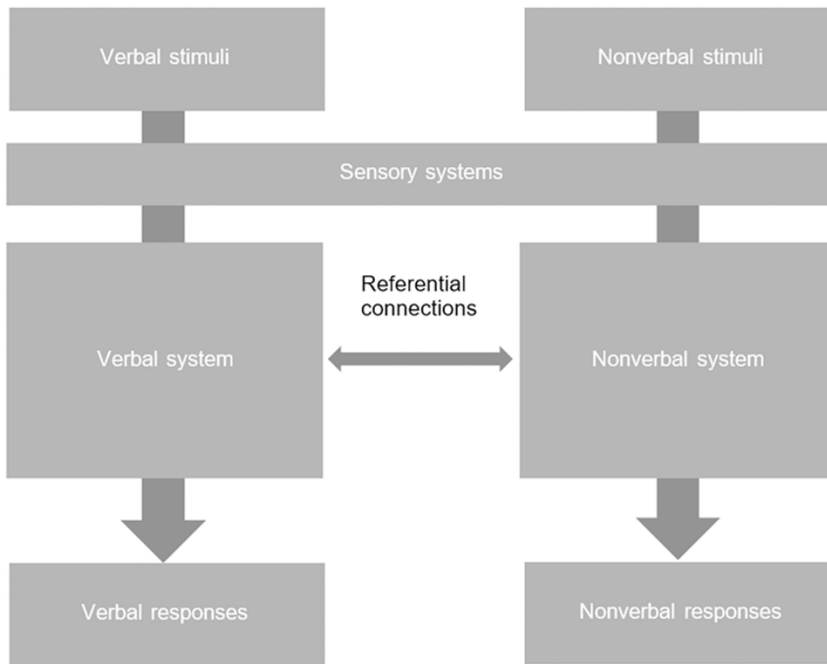 Verbal stimuli
Nonverbal stimuli
Sensory systems
Referential
connections
Verbal system
Nonverbal system
Verbal responses
Nonverbal responses